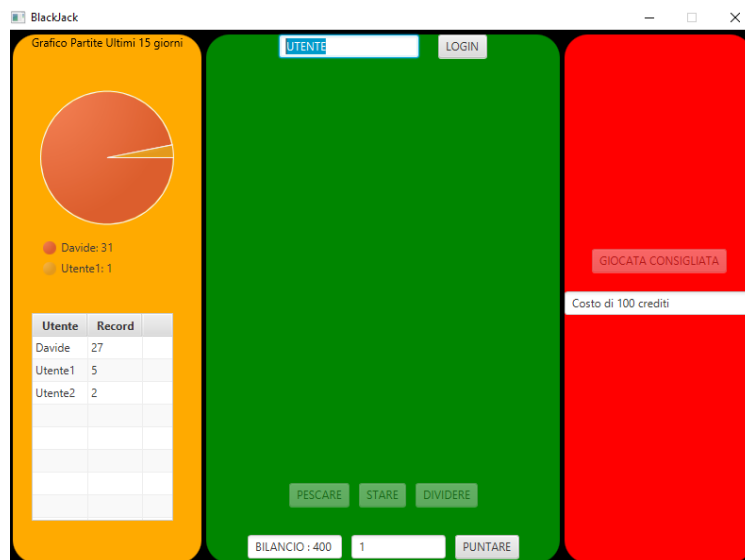 BlackJack
Grafico Partite Ultimi 15 giorni
UTENTE
LOGIN
Davide: 31
Utente1: 1
GIOCATA CONSIGLIATA
Costo di 100 crediti
Utente Record
Davide 27
Utente1 5
Utente2 2
PESCARE STARE DIVIDERE
BILANCIO : 400 1 PUNTARE